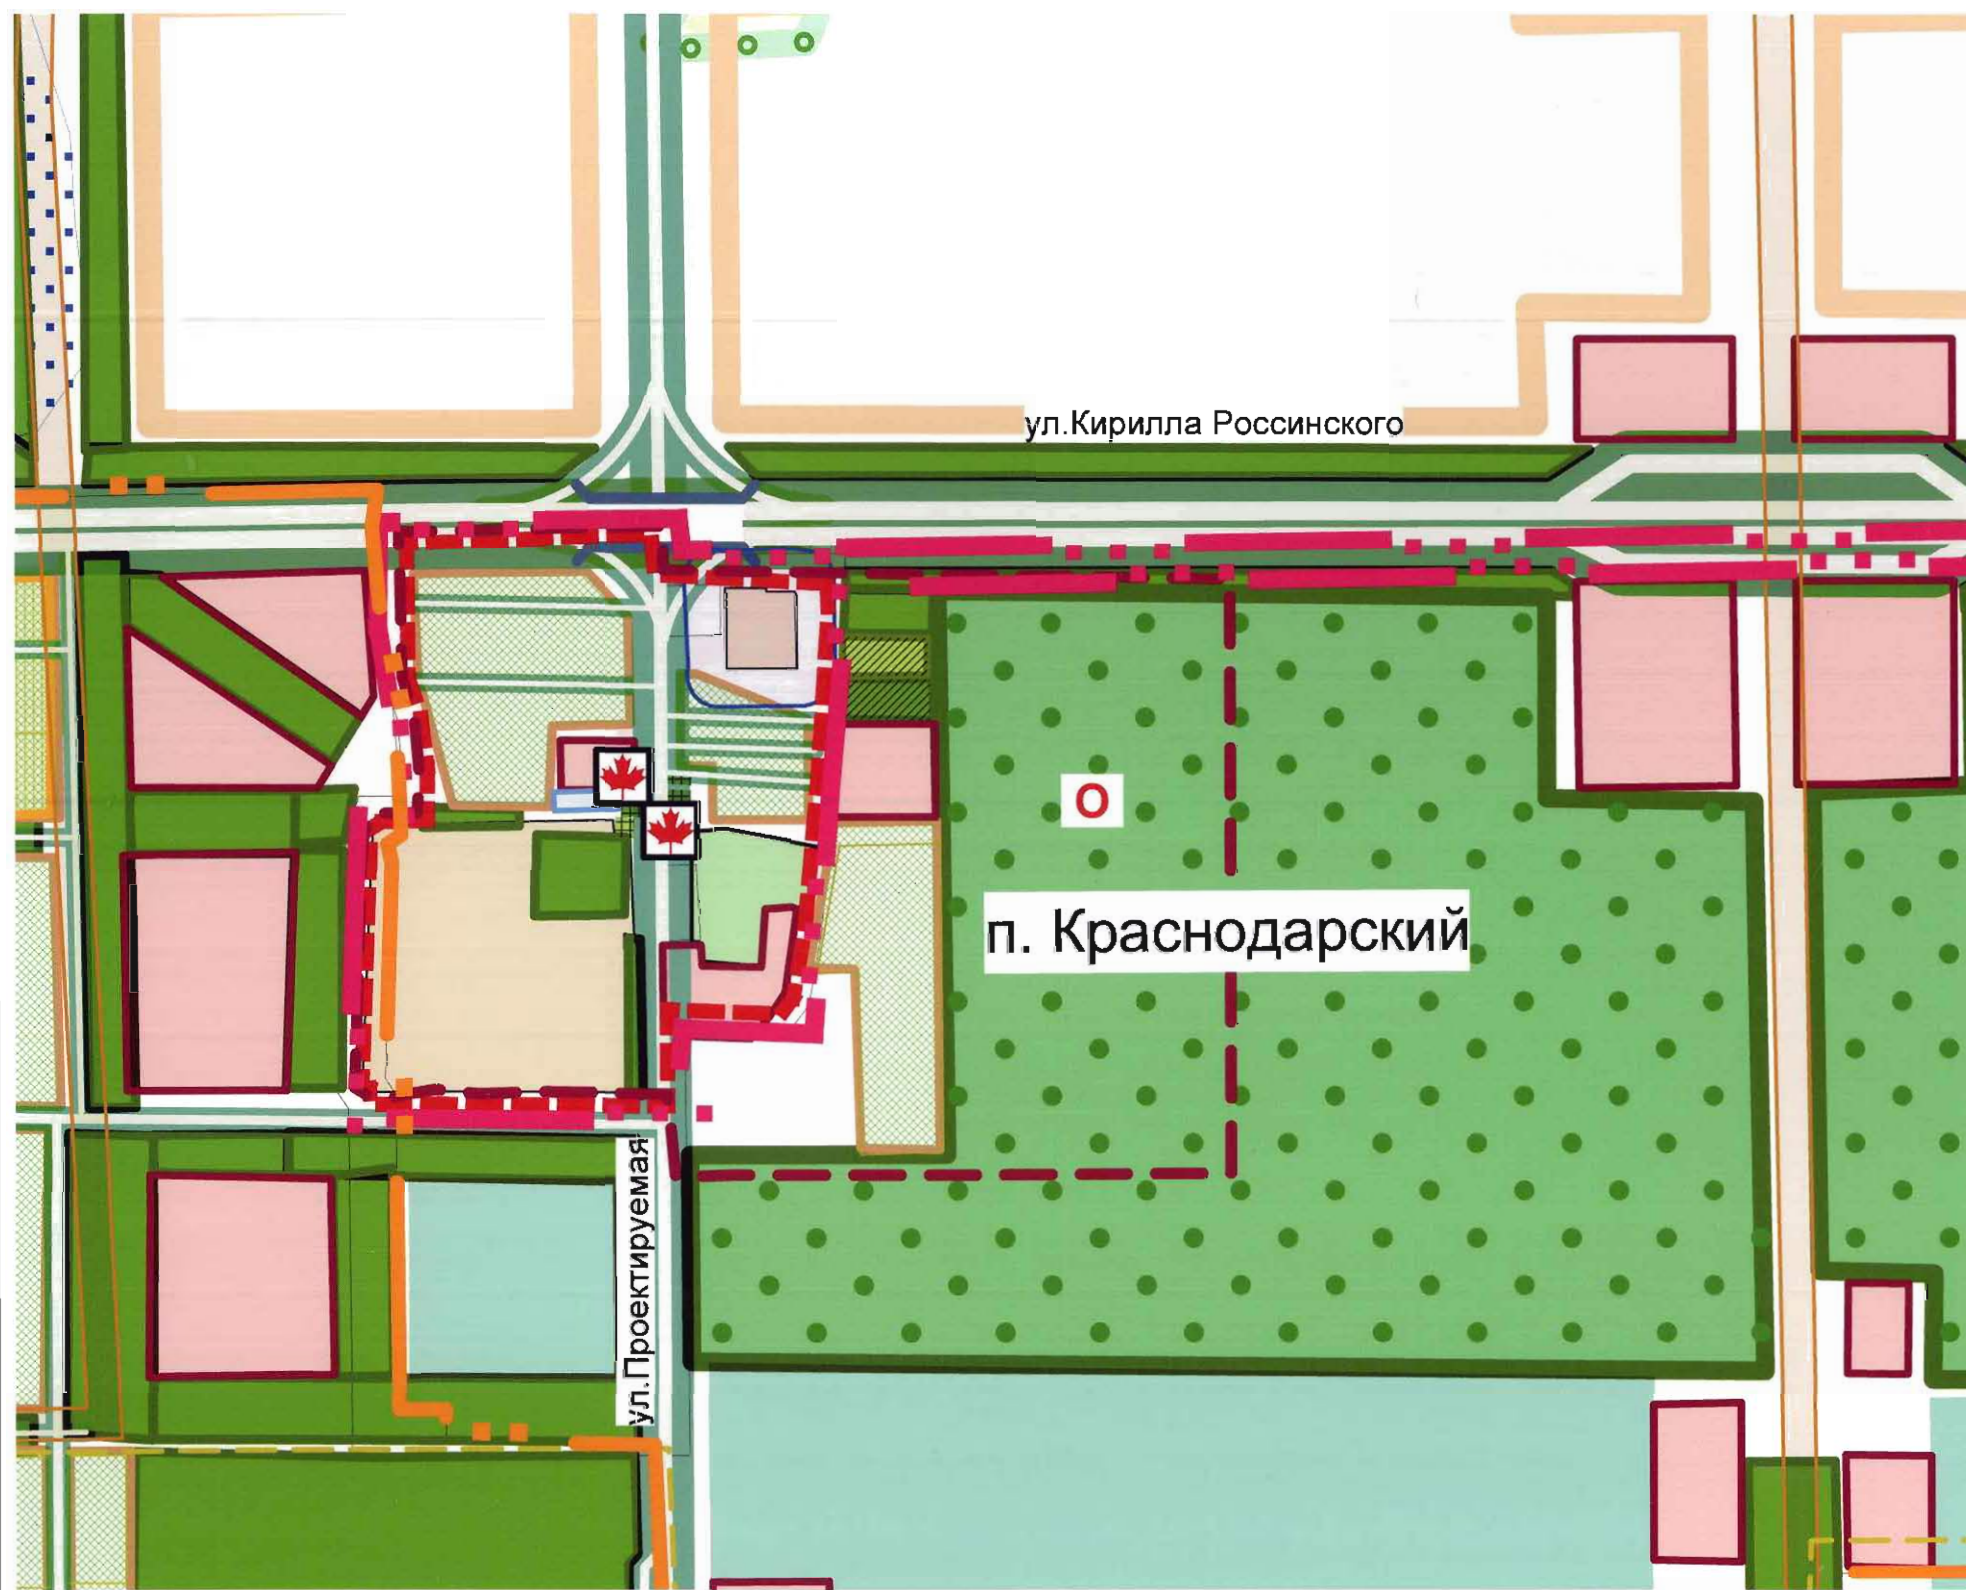 ул.Кирилла Россинского
О
п. Краснодарский
ул.Проектируемая